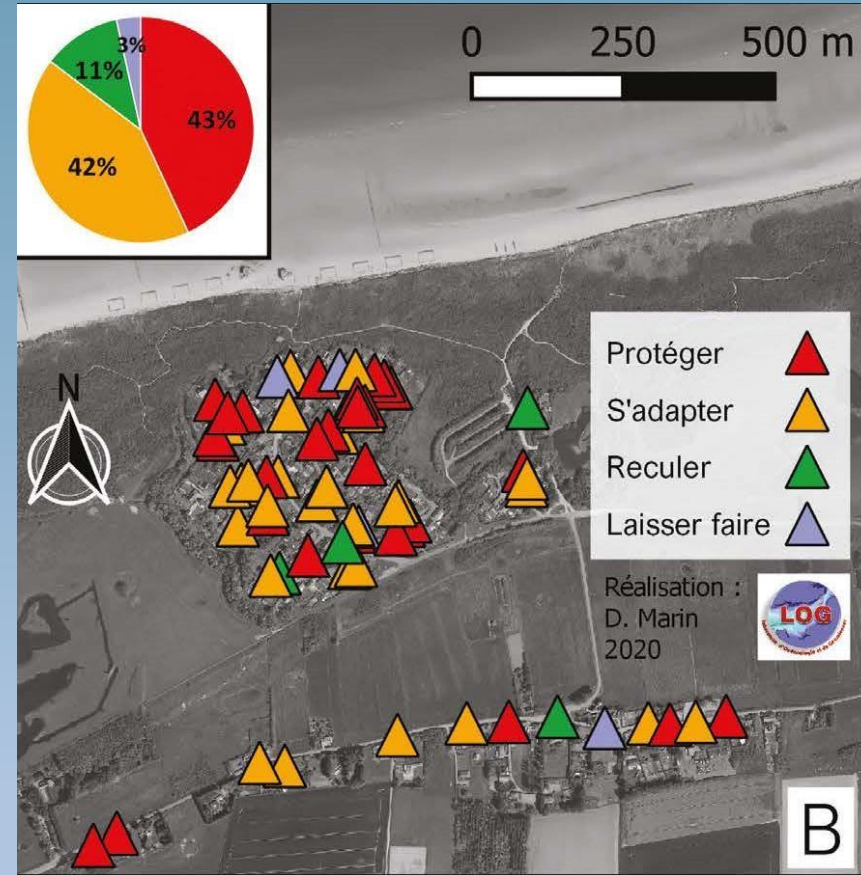 3%
11%
43%
42%
0 250 500 m
N
Protéger
S'adapter
Reculer
Laisser faire
Réalisation :
D. Marin
2020
LOG
B